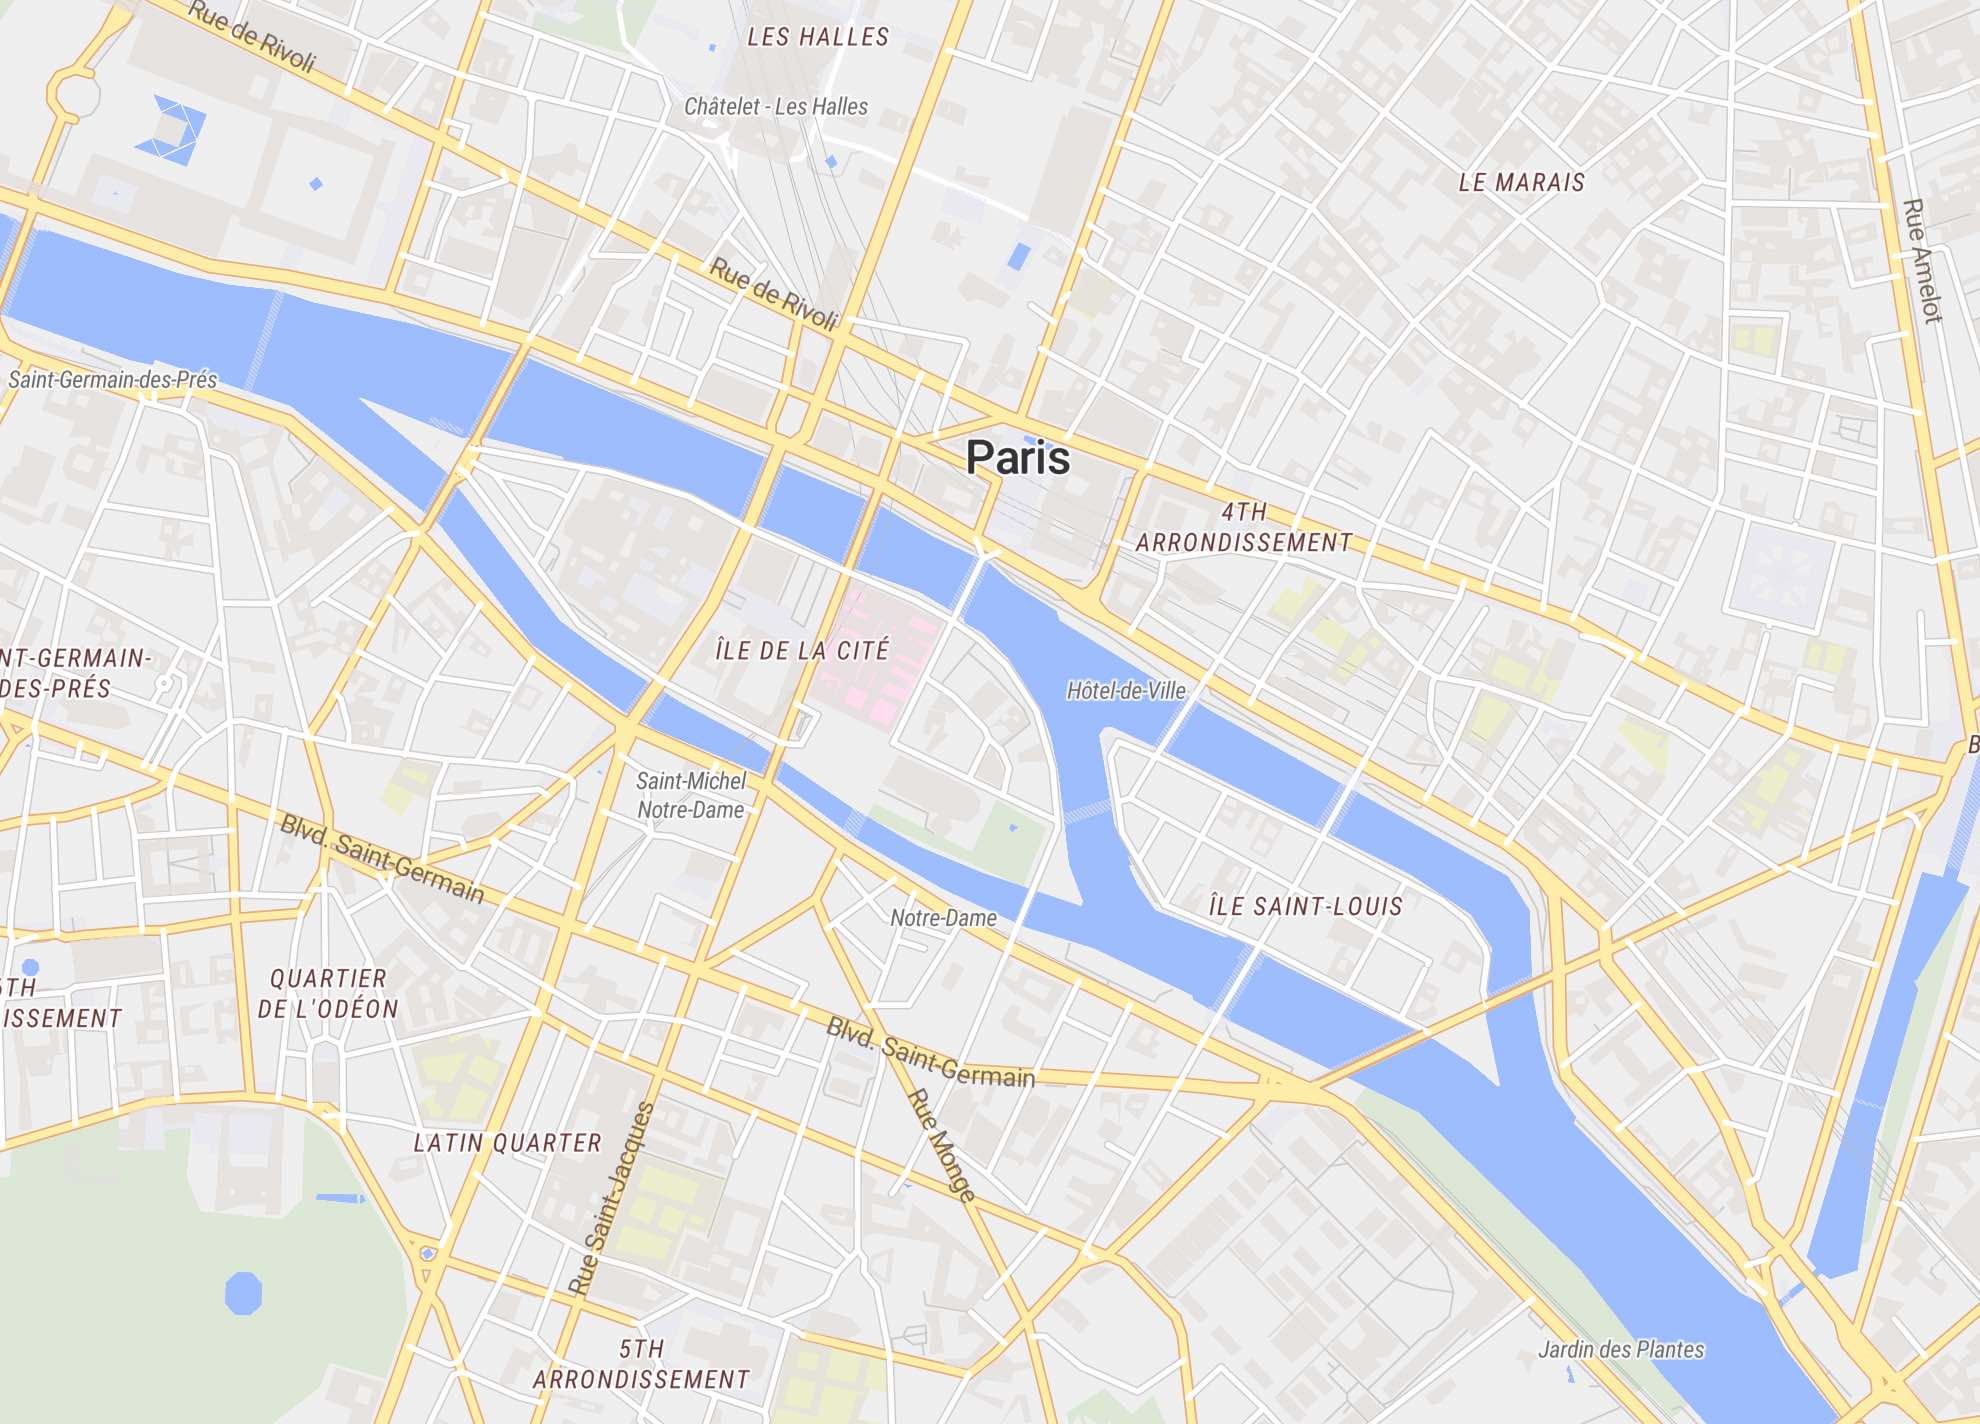 Rue de Rivoli
LES HALLES
Châtelet - Les Halles
LE MARAIS
Rue Amelot
Rue de Rivoli
Saint-Germain-des-Prés
Paris
4TH
ARRONDISSEMENT
ÎLE DE LA CITÉ
NT-GERMAIN-
DES-PRÉS
Hôtel-de-Ville
B
Saint-Michel
Notre-Dame
Blvd. Saint-Germain
Notre-Dame
ÎLE SAINT-LOUIS
QUARTIER
DE L'ODÉON
TH
ISSEMENT
Blvd. Saint-Germain
Rue Monge
LATIN QUARTER
Rue Saint-Jacques
5TH
ARRONDISSEMENT
Jardin des Plantes